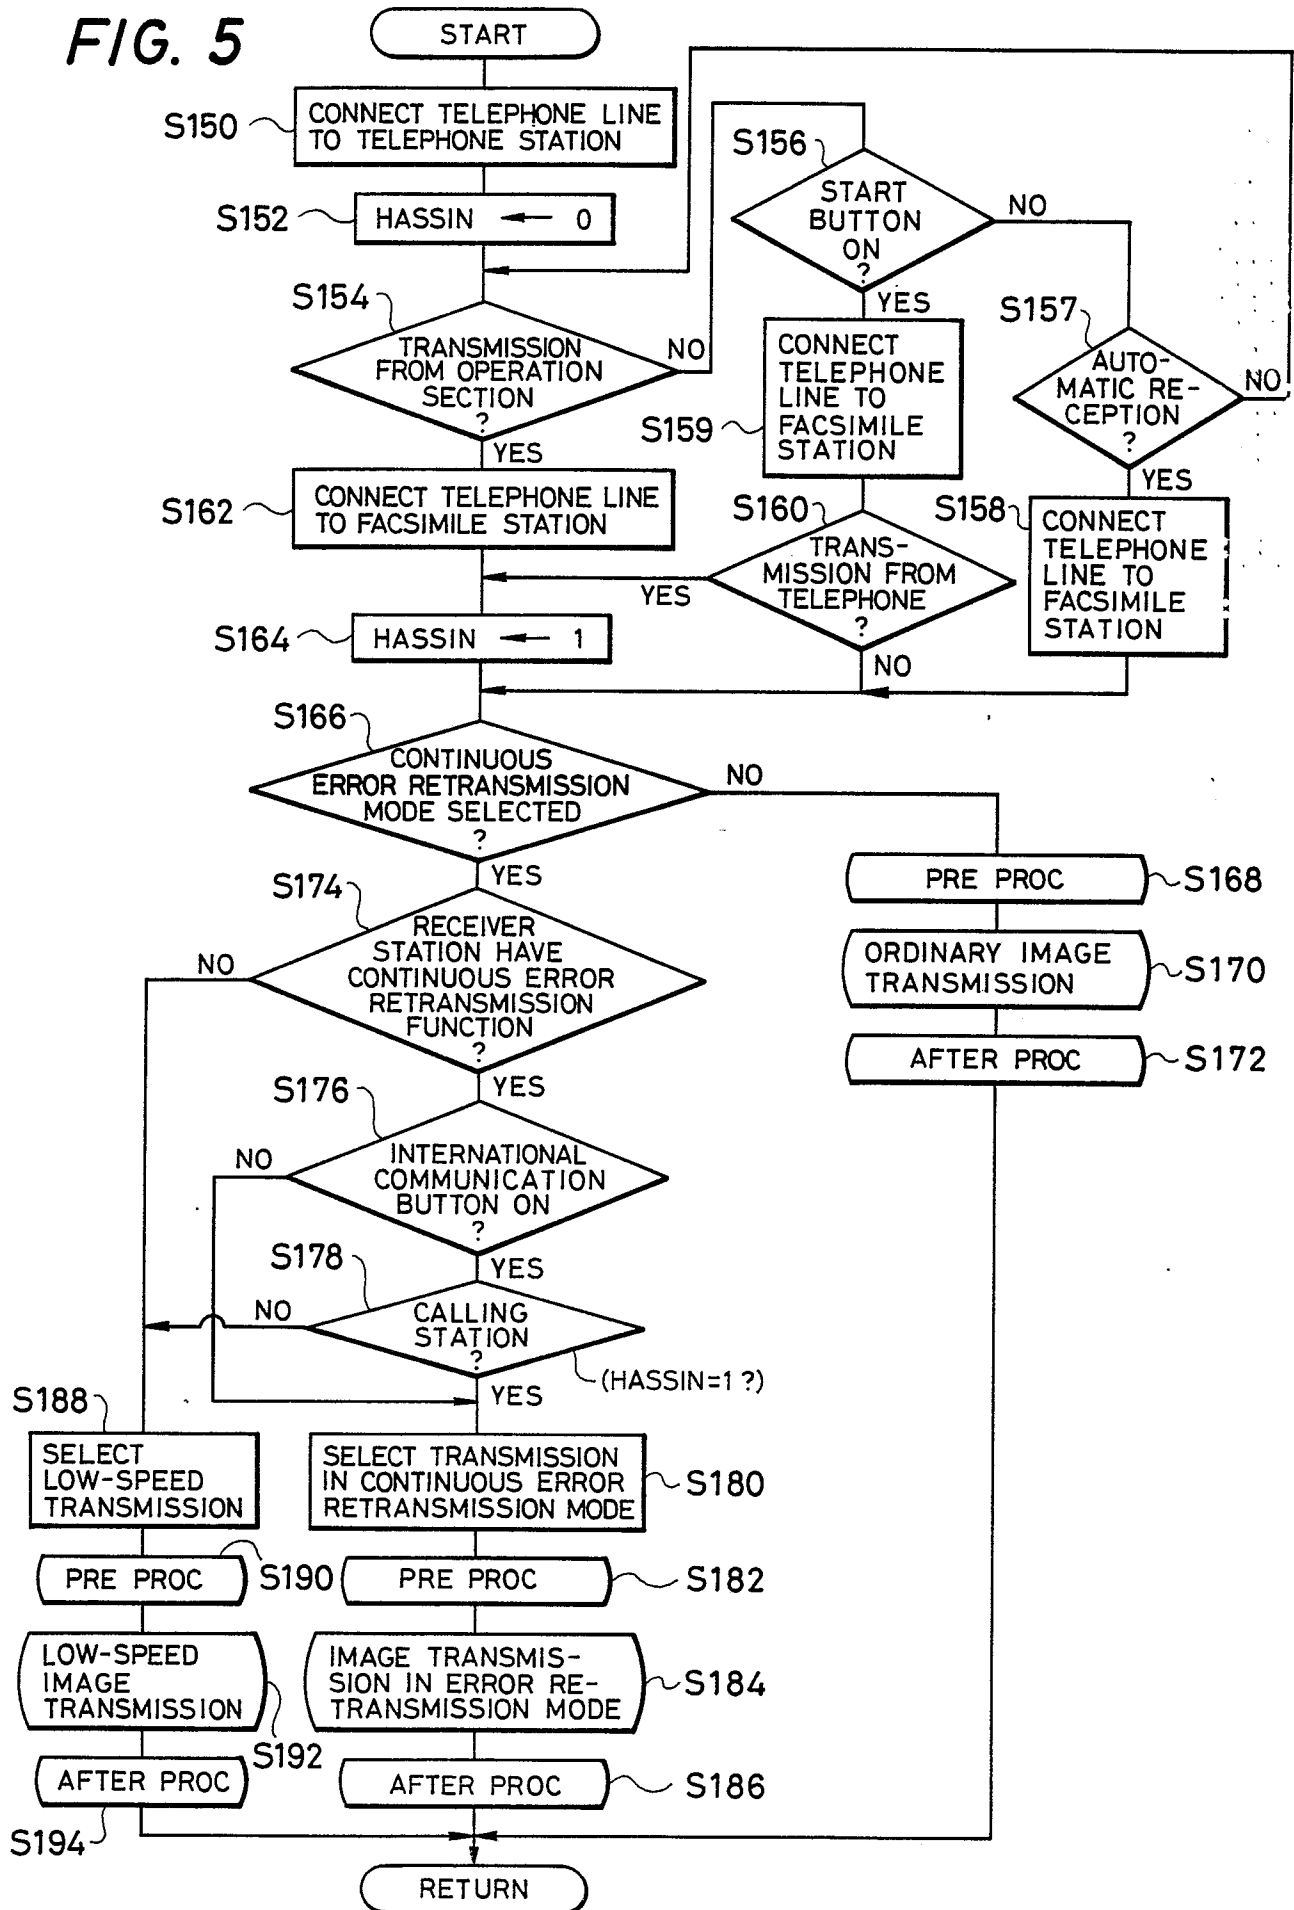 FIG. 5
START
S150
CONNECT TELEPHONE LINE
TO TELEPHONE STATION
S152
HASSIN ← 0
S154
TRANSMISSION
FROM OPERATION
SECTION
?
NO
YES
S156
START
BUTTON
ON
?
NO
YES
S157
AUTO-
MATIC RE-
CEPTION
?
NO
YES
S159
CONNECT
TELEPHONE
LINE TO
FACSIMILE
STATION
S158
CONNECT
TELEPHONE
LINE TO
FACSIMILE
STATION
S160
TRANS-
MISSION FROM
TELEPHONE
?
YES
NO
S162
CONNECT TELEPHONE LINE
TO FACSIMILE STATION
S164
HASSIN ← 1
S166
CONTINUOUS
ERROR RETRANSMISSION
MODE SELECTED
?
NO
YES
PRE PROC
S168
ORDINARY IMAGE
TRANSMISSION
S170
AFTER PROC
S172
S174
RECEIVER
STATION HAVE
CONTINUOUS ERROR
RETRANSMISSION
FUNCTION
?
NO
YES
S176
INTERNATIONAL
COMMUNICATION
BUTTON ON
?
NO
YES
S178
CALLING
STATION
?
NO
YES
(HASSIN=1 ?)
S188
SELECT
LOW-SPEED
TRANSMISSION
SELECT TRANSMISSION
IN CONTINUOUS ERROR
RETRANSMISSION MODE
S180
PRE PROC
S190
PRE PROC
S182
LOW-SPEED
IMAGE
TRANSMISSION
S192
IMAGE TRANSMIS-
SION IN ERROR RE-
TRANSMISSION MODE
S184
AFTER PROC
S194
AFTER PROC
S186
RETURN